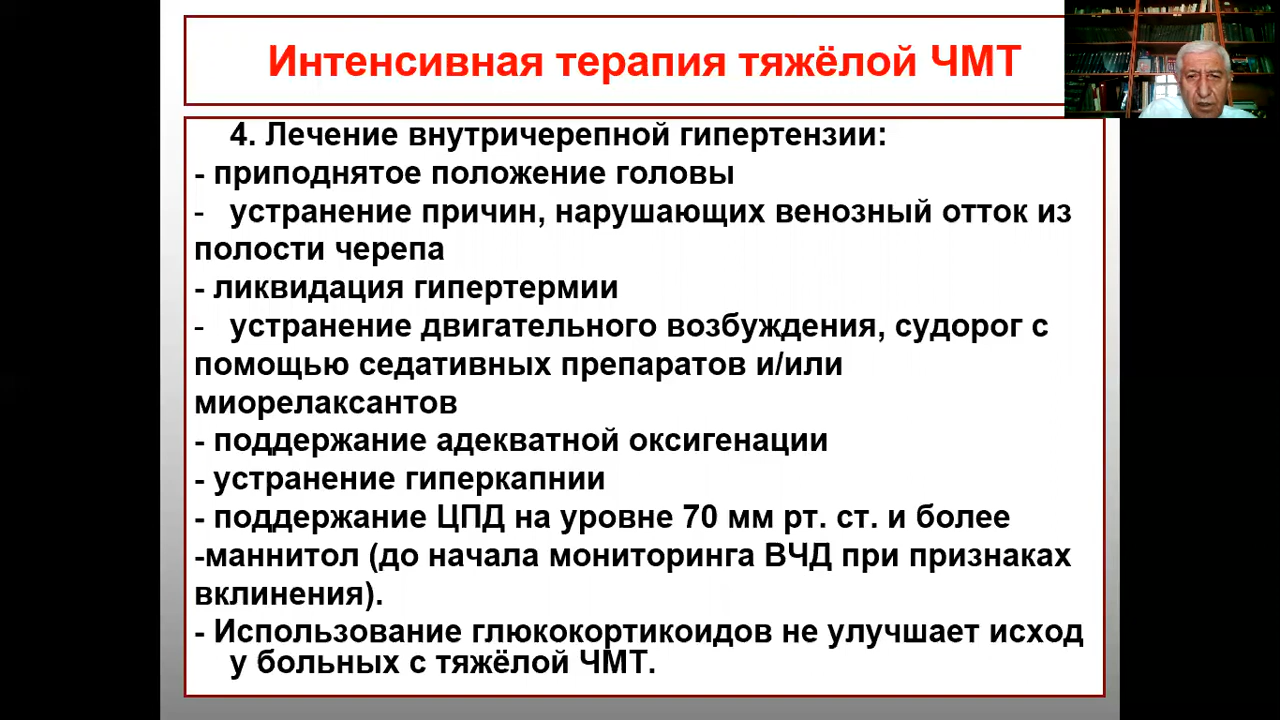 Интенсивная терапия тяжёлой ЧМТ
4. Лечение внутричерепной гипертензии:
- приподнятое положение головы
- устранение причин, нарушающих венозный отток из
полости черепа
- ликвидация гипертермии
- устранение двигательного возбуждения, судорог с
помощью седативных препаратов и/или
миорелаксантов
- поддержание адекватной оксигенации
- устранение гиперкапнии
- поддержание ЦПД на уровне 70 мм рт. ст. и более
-маннитол (до начала мониторинга ВЧД при признаках
вклинения).
- Использование глюкокортикоидов не улучшает исход
у больных с тяжёлой ЧМТ.